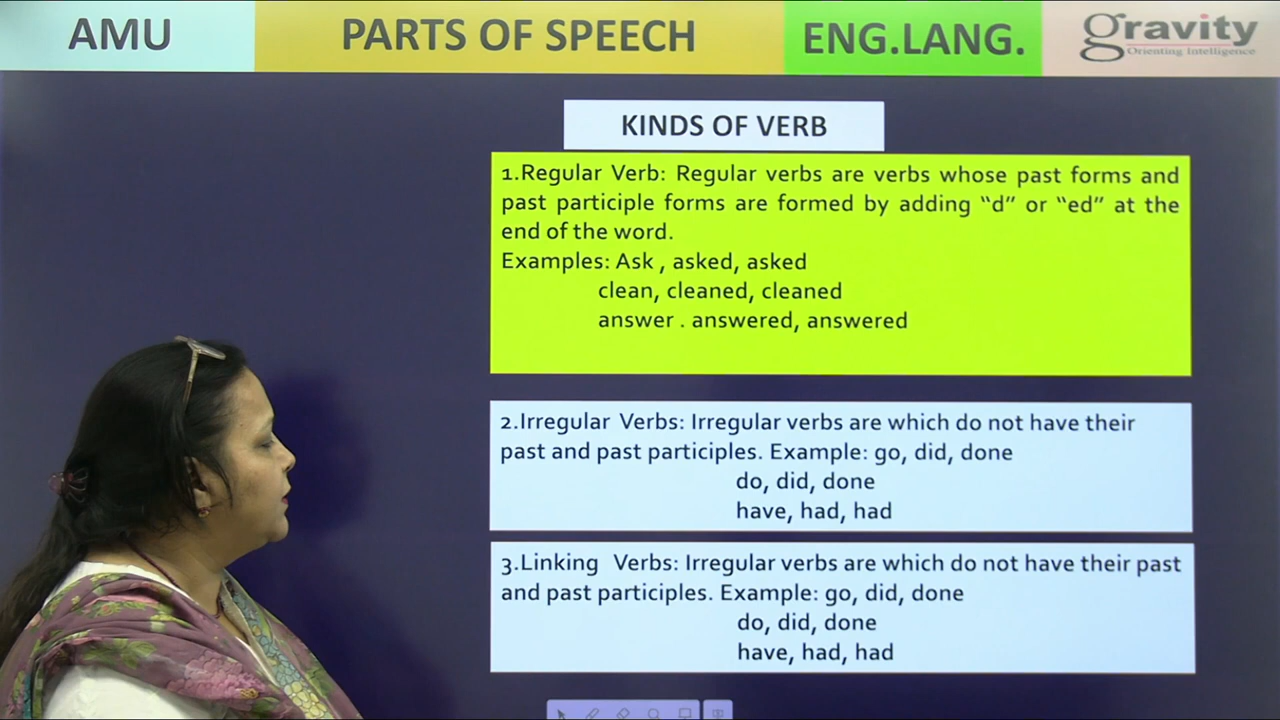 AMU
PARTS OF SPEECH
ENG.LANG.
gravity
Orienting Intelligence
KINDS OF VERB
1.Regular Verb: Regular verbs are verbs whose past forms and
past participle forms are formed by adding “d” or “ed” at the
end of the word.
Examples: Ask , asked, asked
clean, cleaned, cleaned
answer . answered, answered
2.Irregular Verbs: Irregular verbs are which do not have their
past and past participles. Example: go, did, done
do, did, done
have, had, had
3.Linking Verbs: Irregular verbs are which do not have their past
and past participles. Example: go, did, done
do, did, done
have, had, had